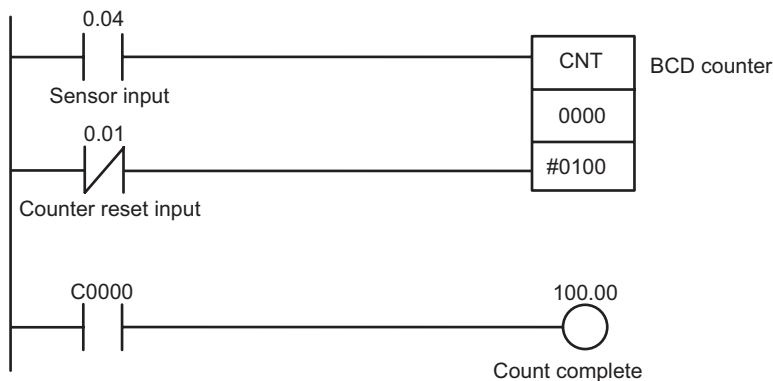 0.04
CNT
BCD counter
Sensor input
0000
0.01
#0100
Counter reset input
C0000
100.00
Count complete